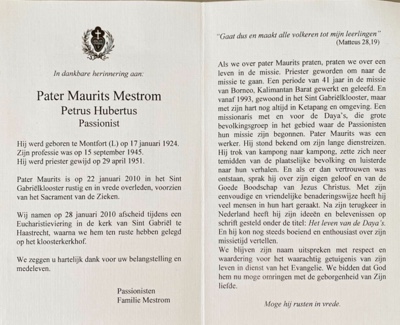 In dankbare herinnering aan:
Pater Maurits Mestrom
Petrus Hubertus
Passionist
Hij werd geboren te Montfort (L) op 17 januari 1924.
Zijn professie was op 15 september 1945.
Hij werd priester gewijd op 29 april 1951.
Pater Maurits is op 22 januari 2010 in het Sint
Gabriëlklooster rustig en in vrede overleden, voorzien
van het Sacrament van de Zieken.
Wij namen op 28 januari 2010 afscheid tijdens een
Eucharistieviering in de kerk van Sint Gabriël te
Haastrecht, waarna we hem ten ruste hebben gelegd
op het kloosterkerkhof.
We zeggen u hartelijk dank voor uw belangstelling en
medeleven.
Passionisten
Familie Mestrom
"Gaat dus en maakt alle volkeren tot mijn leerlingen"
(Matteus 28,19)
Als we over pater Maurits praten, praten we over een
leven in de missie. Priester geworden om naar de
missie te gaan. Een periode van 41 jaar in de missie
van Borneo, Kalimantan Barat gewerkt en geleefd, en
vanaf 1993, gewoond in het Sint Gabriëlklooster, maar
met zijn hart nog altijd in Ketapang en omgeving. Een
missionaris met en voor de Daya's, die grote
bevolkingsgroep in het gebied waar de Passionisten
hun missie zijn begonnen. Pater Maurits was een
werker. Hij stond bekend om zijn lange dienstreizen.
Hij trok van kampong naar kampong, zette zich neer
temidden van de plaatselijke bevolking en luisterde
naar hun verhalen. En als er dan vertrouwen was
ontstaan, sprak hij over zijn eigen geloof en van de
Goede Boodschap van Jezus Christus. Met zijn
eenvoudige en vriendelijke benaderingswijze heeft hij
veel mensen in hun hart geraakt. Na zijn terugkeer in
Nederland heeft hij zijn ideeën en belevenissen op
schrift gesteld onder de titel: Het leven van de Daya's.
En hij kon nog steeds boeiend en enthousiast over zijn
missietijd vertellen.
We blijven zijn naam uitspreken met respect en
waardering voor het waarachtig getuigenis van zijn
leven in dienst van het Evangelie. We bidden dat God
hem nu moge omringen met de geborgenheid van Zijn
liefde.
Moge hij rusten in vrede.